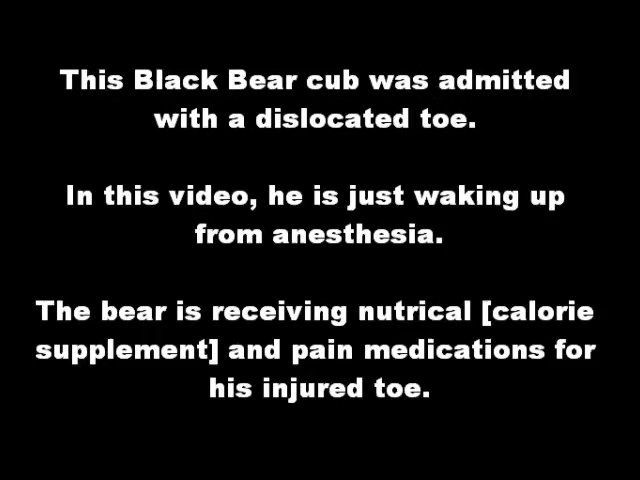 This Black Bear cub was admitted
with a dislocated toe.
In this video, he is just waking up
from anesthesia.
The bear is receiving nutrical [calorie
supplement] and pain medications for
his injured toe.